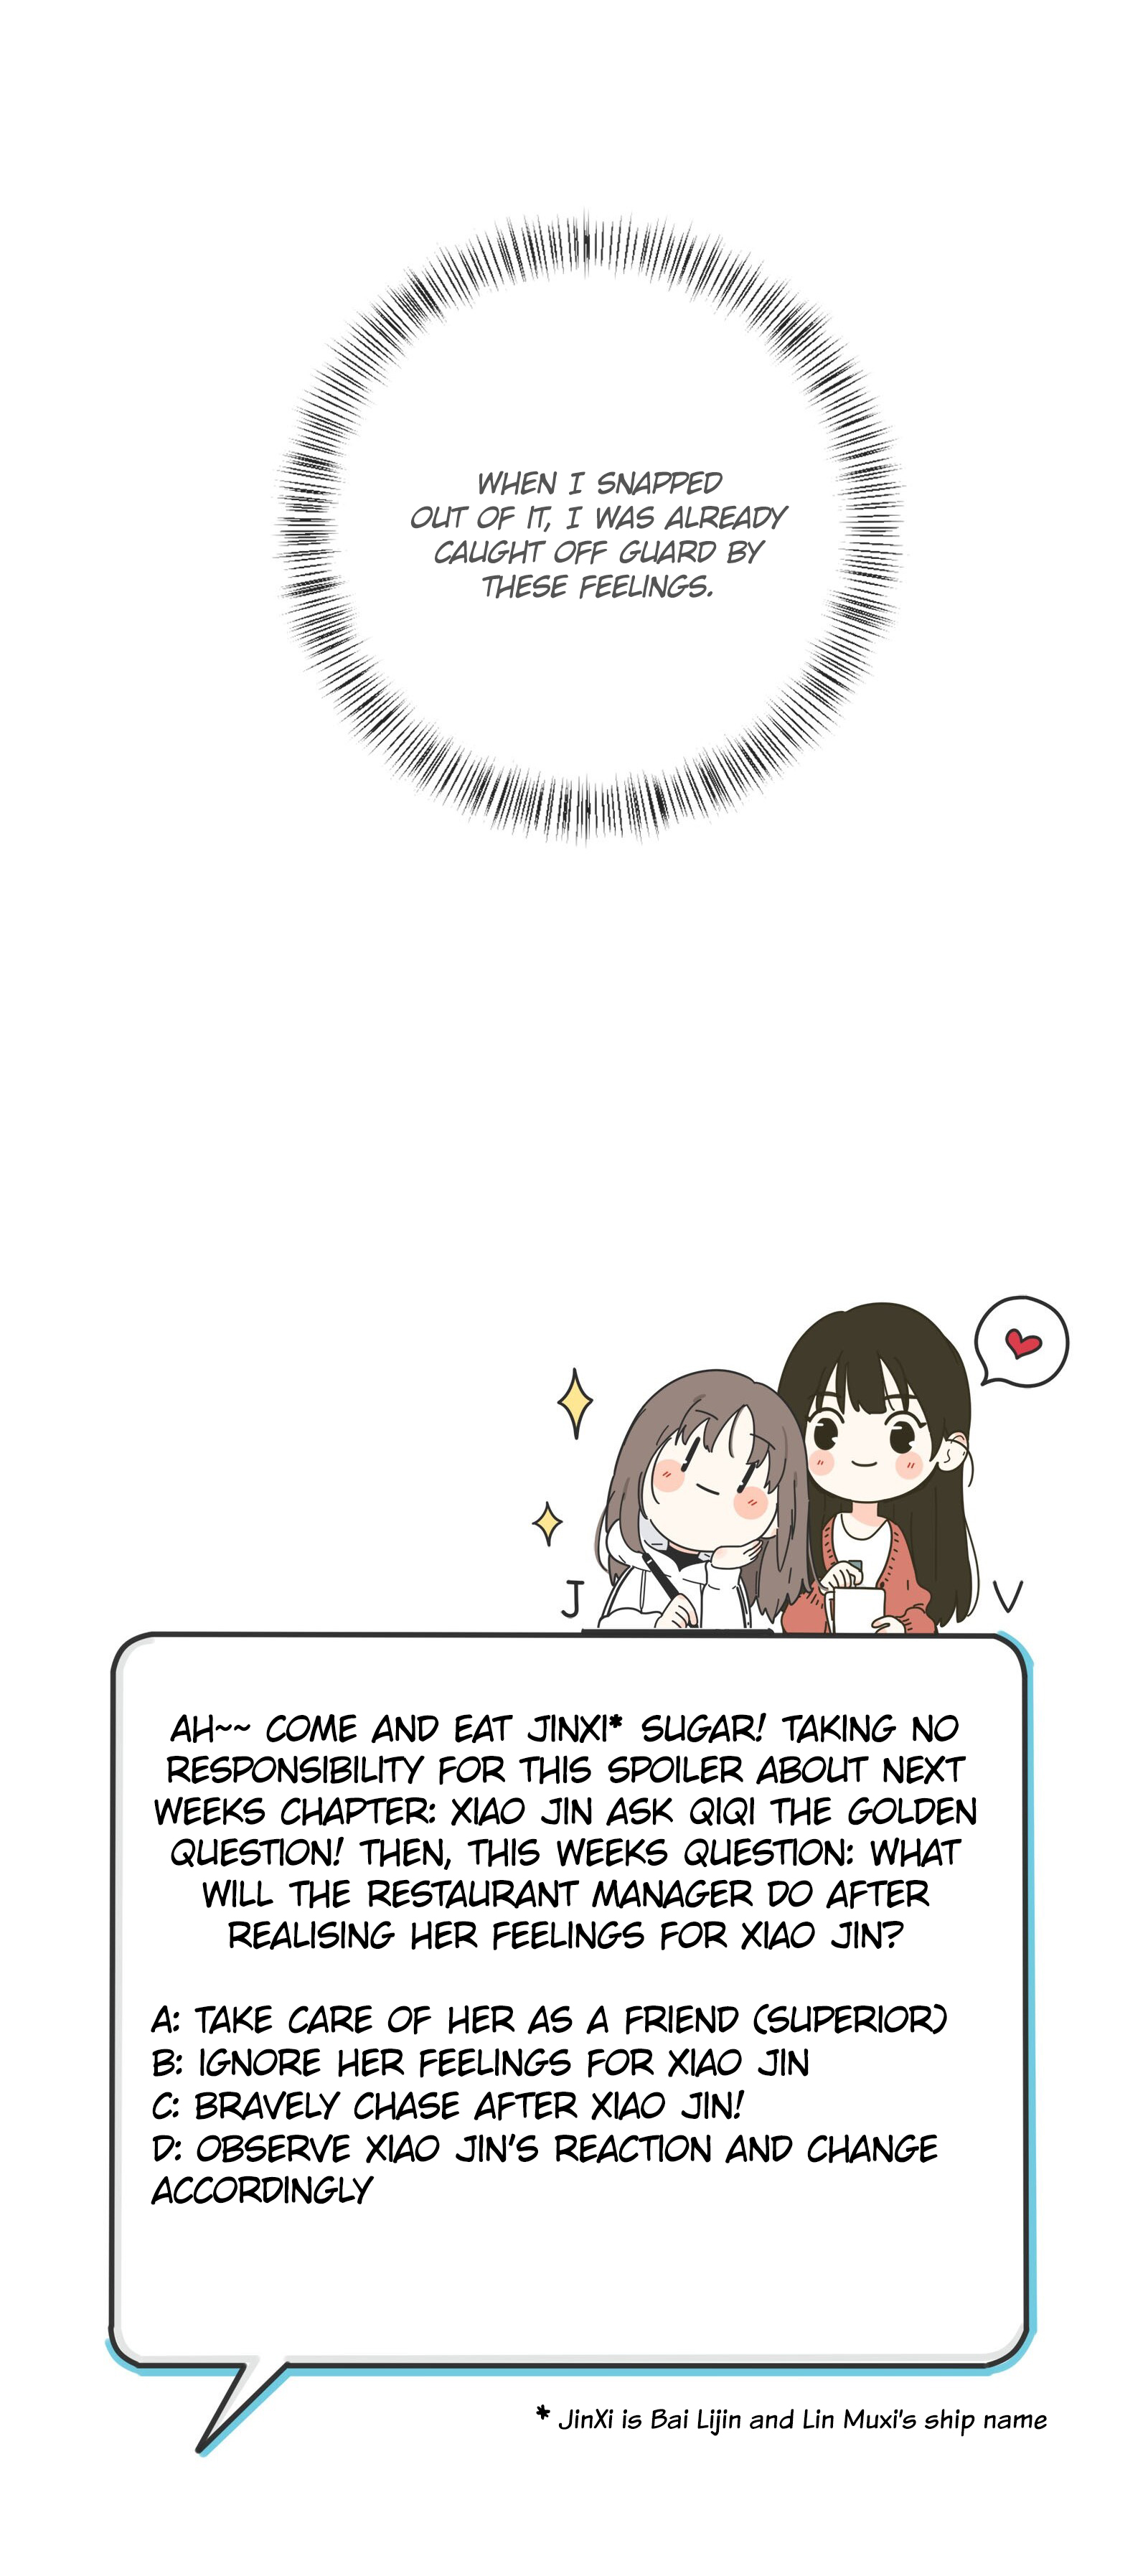 WHEN I SNAPPED
OUT OF IT, I WAS ALREADY
CAUGHT OFF GUARD BY
THESE FEELINGS.
J
V
AH~~ COME AND EAT JINXI* SUGAR! TAKING NO
RESPONSIBILITY FOR THIS SPOILER ABOUT NEXT
WEEKS CHAPTER: XIAO JIN ASK QIQI THE GOLDEN
QUESTION! THEN, THIS WEEKS QUESTION: WHAT
WILL THE RESTAURANT MANAGER DO AFTER
REALISING HER FEELINGS FOR XIAO JIN?
A: TAKE CARE OF HER AS A FRIEND (SUPERIOR)
B: IGNORE HER FEELINGS FOR XIAO JIN
C: BRAVELY CHASE AFTER XIAO JIN!
D: OBSERVE XIAO JIN'S REACTION AND CHANGE
ACCORDINGLY
* JinXi is Bai Lijin and Lin Muxi's ship name